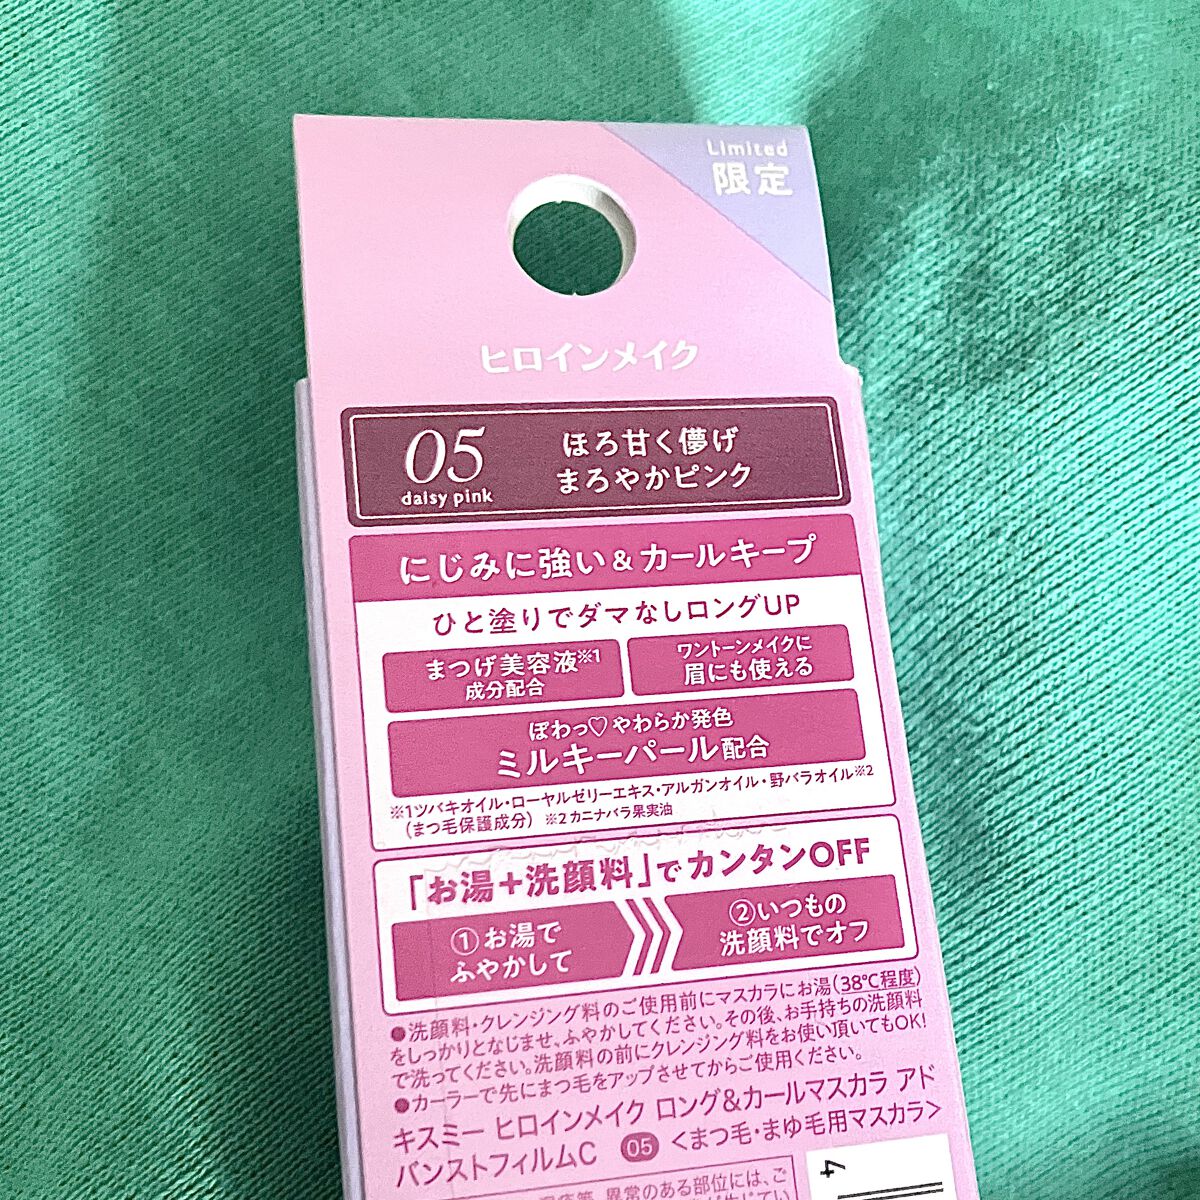 Limited
限定
ヒロインメイク
05
daisy pink
ほろ甘く儚げ
まろやかピンク
にじみに強い&カールキープ
ひと塗りでダマなしロングUP
まつげ美容液※1
成分配合
ワントーンメイクに
眉にも使える
ぽわっ♡やわらか発色
ミルキーパール配合
※1ツバキオイル・ローヤルゼリーエキス・アルガンオイル・野バラオイル※2
(まつ毛保護成分) ※2カニナバラ果実油
「お湯+洗顔料」でカンタンOFF
①お湯で
ふやかして
②いつもの
洗顔料でオフ
●洗顔料・クレンジング料のご使用前にマスカラにお湯(38℃程度)
をしっかりとなじませ、ふやかしてください。その後、お手持ちの洗顔料
で洗ってください。洗顔料の前にクレンジング料をお使い頂いてもOK!
●カーラーで先にまつ毛をアップさせてからご使用ください。
キスミー ヒロインメイク ロング&カールマスカラ アド
バンストフィルムC 05 <まつ毛・まゆ毛用マスカラ>
異常のある部位には、ご
4